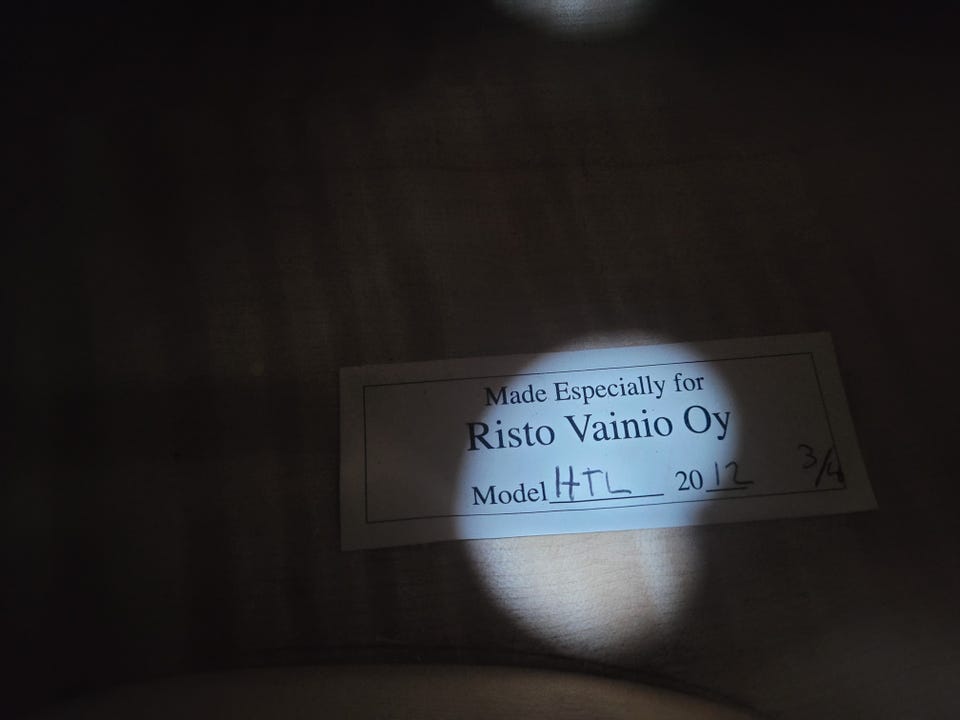 Made Especially for
Risto Vainio Oy
Model HTL 2012 3/4